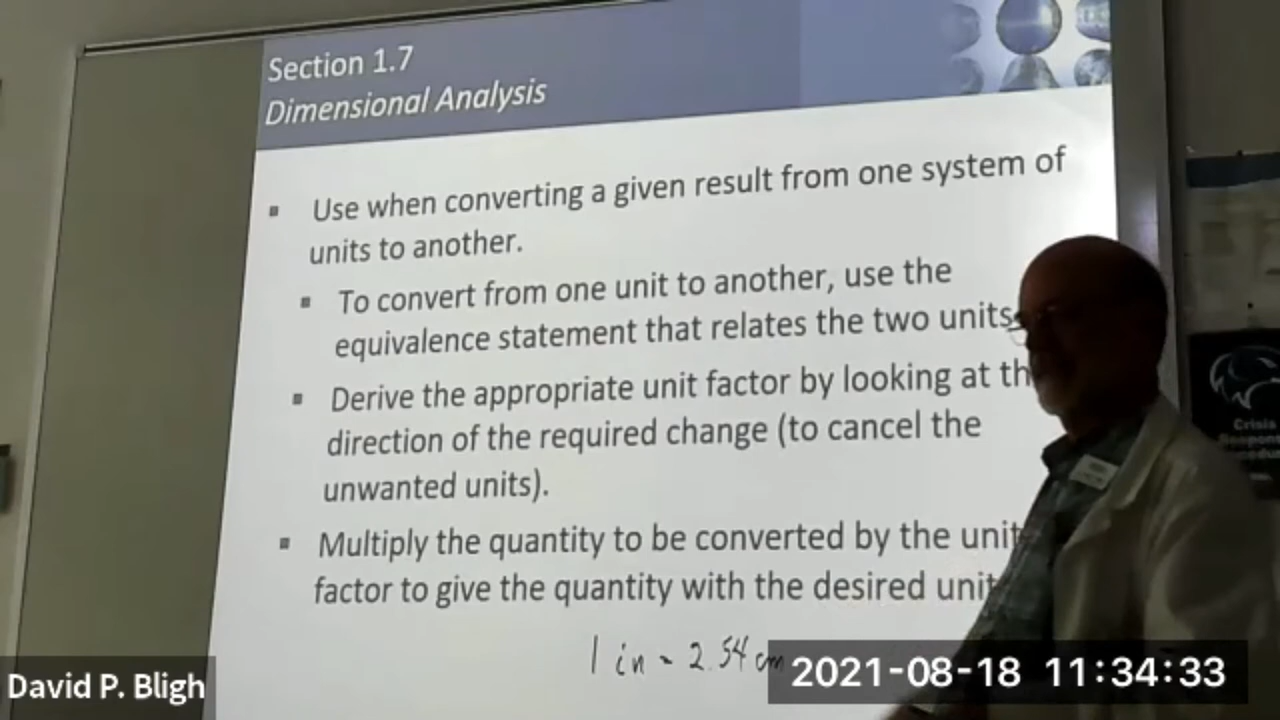 Section 1.7
Dimensional Analysis
▪ Use when converting a given result from one system of
units to another.
▪ To convert from one unit to another, use the
equivalence statement that relates the two units
▪ Derive the appropriate unit factor by looking at th
direction of the required change (to cancel the
unwanted units).
▪ Multiply the quantity to be converted by the unit
factor to give the quantity with the desired unit
1 in = 2.54 cm
2021-08-18 11:34:33
David P. Bligh
Crisis